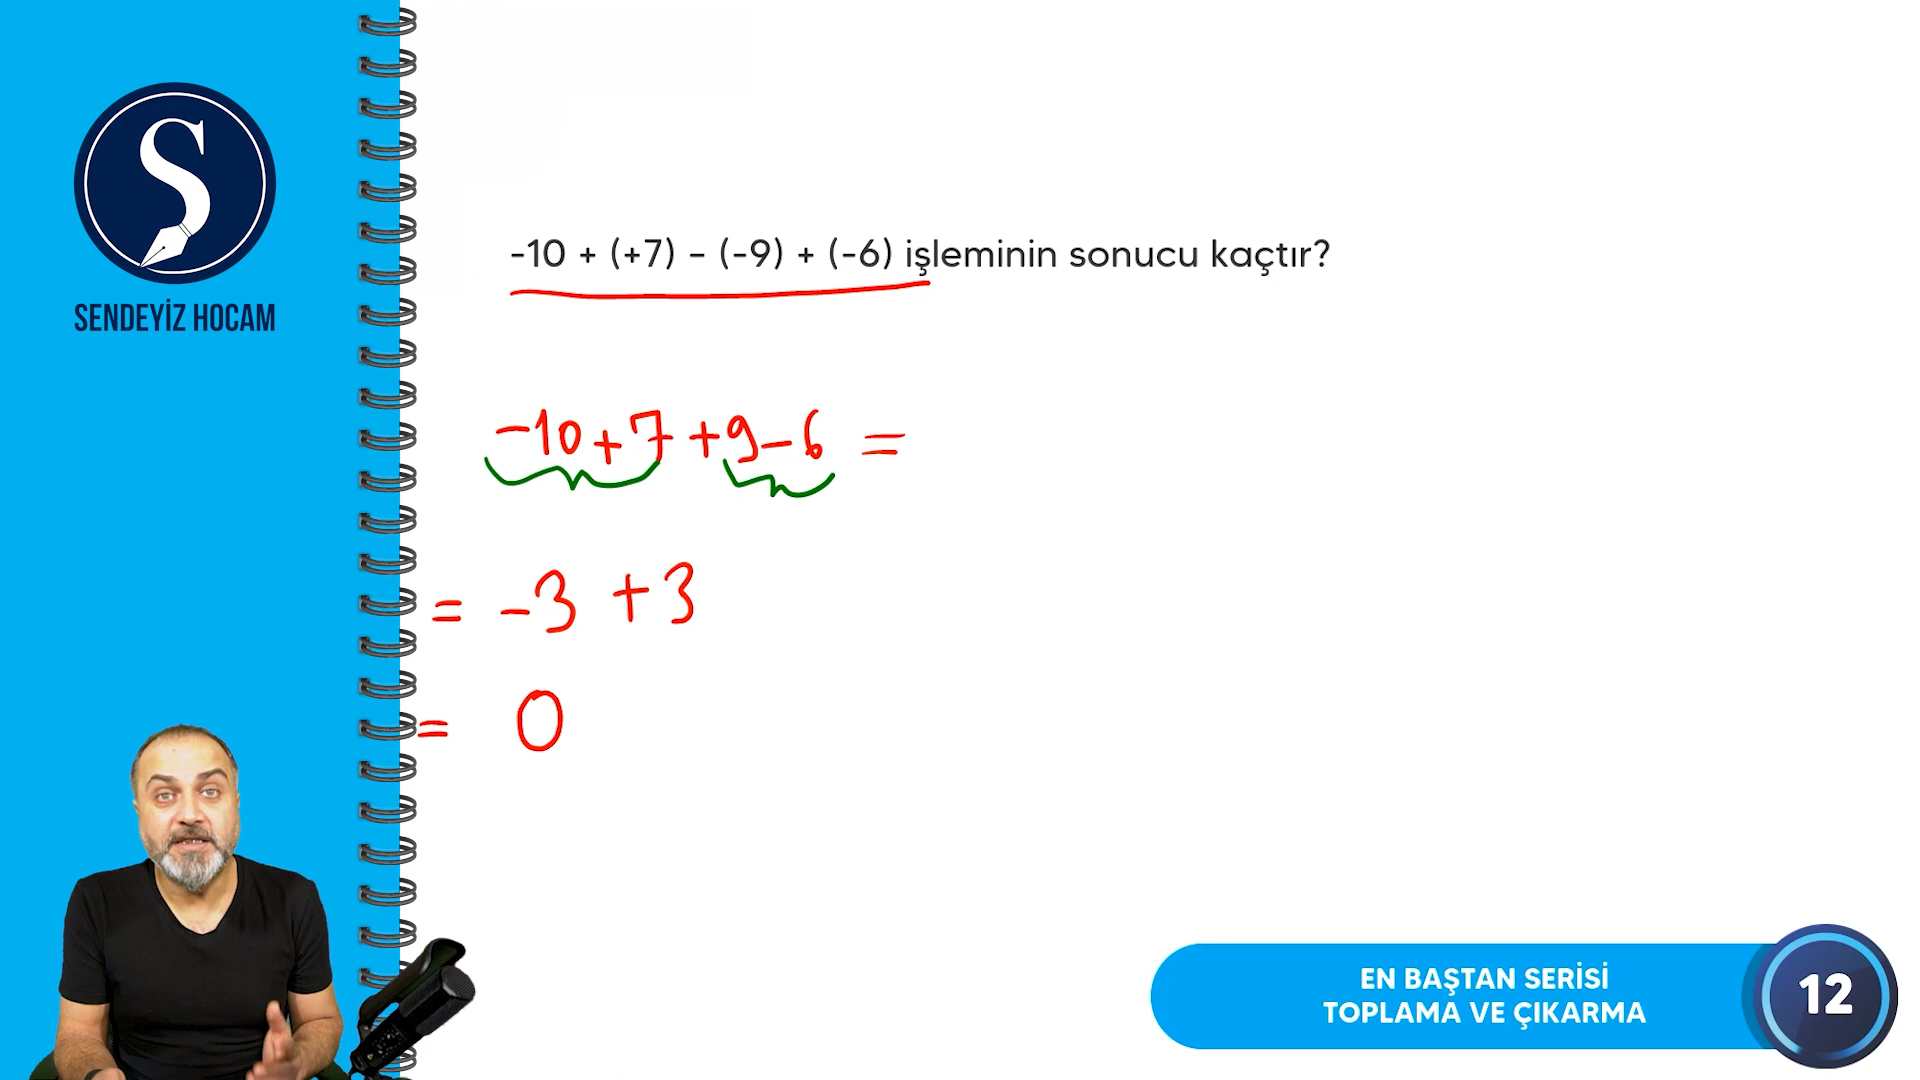 SENDEYİZ HOCAM
-10 + (+7) - (-9) + (-6) işleminin sonucu kaçtır?
-10+7+9-6 =
= -3 +3
= 0
EN BAŞTAN SERİSİ
TOPLAMA VE ÇIKARMA
12